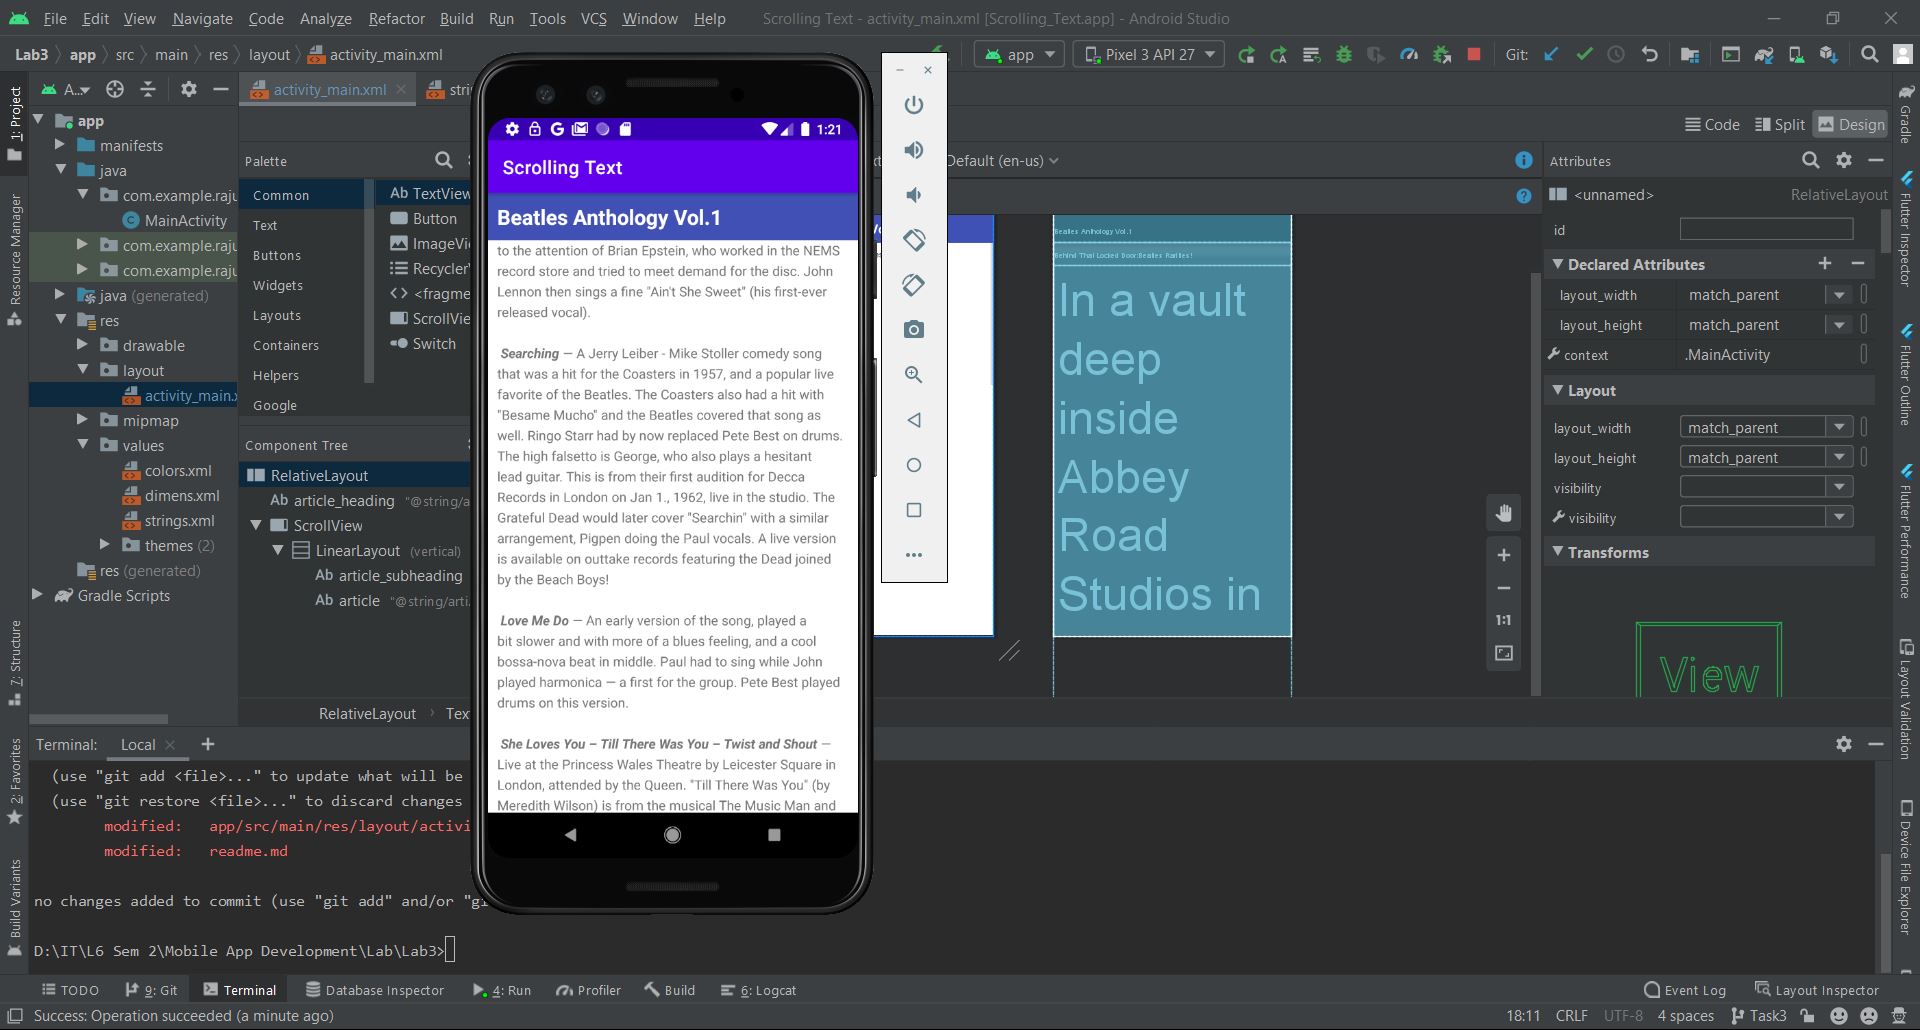 File Edit View Navigate Code Analyze Refactor Build Run Tools VCS Window Help Scrolling Text - activity_main.xml [Scrolling_Text.app] - Android Studio
Lab3 app src main res layout activity_main.xml app Pixel 3 API 27 Git:
A... activity_main.xml
1: Project
Resource Manager
7: Structure
2: Favorites
Build Variants
app
manifests
java
com.example.raju
MainActivity
com.example.raju
com.example.raju
java (generated)
res
drawable
layout
activity_main.x
mipmap
values
colors.xml
dimens.xml
strings.xml
themes (2)
res (generated)
Gradle Scripts
Palette
Common
Text
Buttons
Widgets
Layouts
Containers
Helpers
Google
Ab TextView
Button
ImageVi
Recycler
<fragme
ScrollVie
Switch
Component Tree
RelativeLayout
Ab article_heading "@string/a
ScrollView
LinearLayout (vertical)
Ab article_subheading
Ab article "@string/arti.
RelativeLayout › Tex
1:21
Scrolling Text
Beatles Anthology Vol.1
to the attention of Brian Epstein, who worked in the NEMS
record store and tried to meet demand for the disc. John
Lennon then sings a fine "Ain't She Sweet" (his first-ever
released vocal).
Searching — A Jerry Leiber - Mike Stoller comedy song
that was a hit for the Coasters in 1957, and a popular live
favorite of the Beatles. The Coasters also had a hit with
"Besame Mucho" and the Beatles covered that song as
well. Ringo Starr had by now replaced Pete Best on drums.
The high falsetto is George, who also plays a hesitant
lead guitar. This is from their first audition for Decca
Records in London on Jan 1., 1962, live in the studio. The
Grateful Dead would later cover "Searchin" with a similar
arrangement, Pigpen doing the Paul vocals. A live version
is available on outtake records featuring the Dead joined
by the Beach Boys!
Love Me Do — An early version of the song, played a
bit slower and with more of a blues feeling, and a cool
bossa-nova beat in middle. Paul had to sing while John
played harmonica — a first for the group. Pete Best played
drums on this version.
She Loves You – Till There Was You – Twist and Shout —
Live at the Princess Wales Theatre by Leicester Square in
London, attended by the Queen. "Till There Was You" (by
Meredith Wilson) is from the musical The Music Man and
Default (en-us)
Beatles Anthology Vol.1
Behind That Locked Door:Beatles Rarities!
In a vault
deep
inside
Abbey
Road
Studios in
1:1
Code Split Design
Attributes
<unnamed> RelativeLayout
id
Declared Attributes
layout_width match_parent
layout_height match_parent
context .MainActivity
Layout
layout_width match_parent
layout_height match_parent
visibility
visibility
Transforms
View
Gradle
Flutter Inspector
Flutter Outline
Flutter Performance
Layout Validation
Device File Explorer
Terminal: Local
(use "git add <file>..." to update what will be
(use "git restore <file>..." to discard changes
modified: app/src/main/res/layout/activi
modified: readme.md
no changes added to commit (use "git add" and/or "gi
D:\IT\L6 Sem 2\Mobile App Development\Lab\Lab3>
TODO 9: Git Terminal Database Inspector 4: Run Profiler Build 6: Logcat Event Log Layout Inspector
Success: Operation succeeded (a minute ago) 18:11 CRLF UTF-8 4 spaces Task3